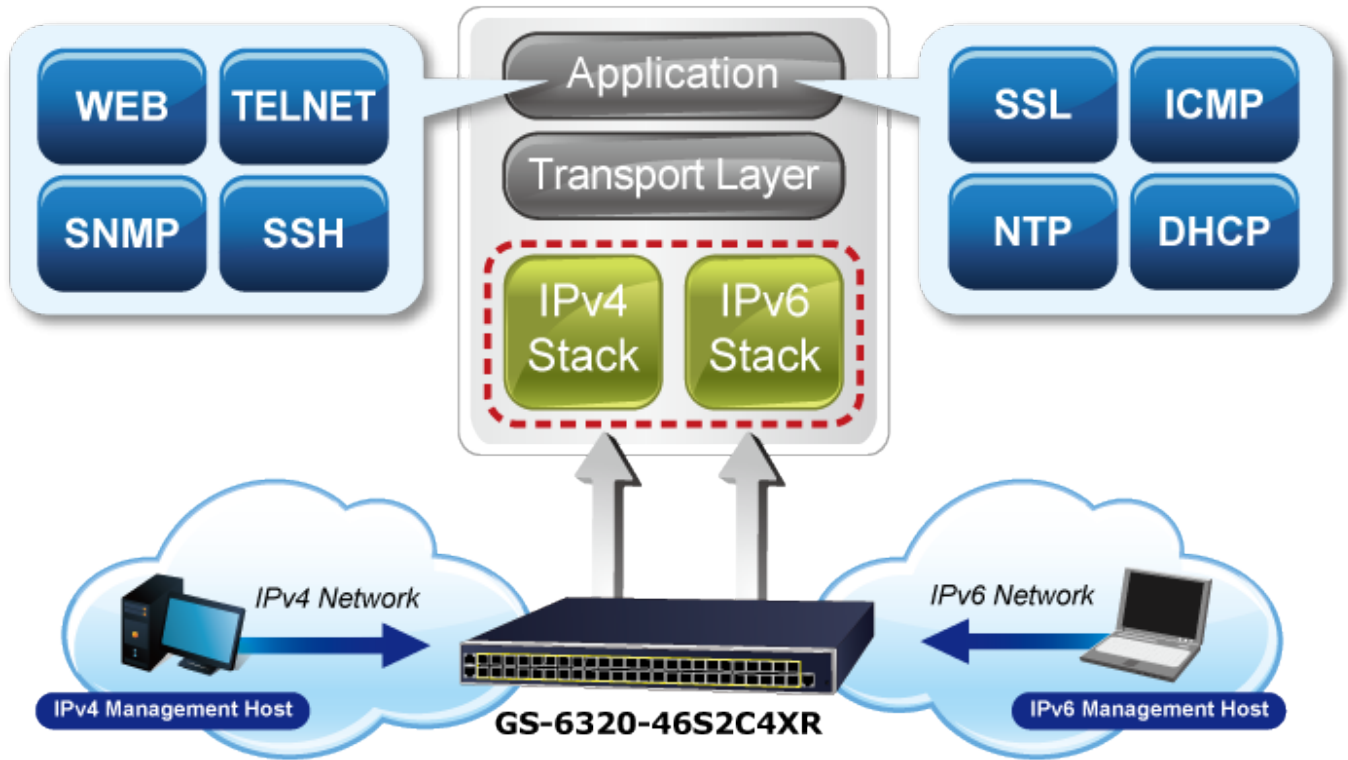 WEB
TELNET
SNMP
SSH
Application
Transport Layer
IPv4
Stack
IPv6
Stack
SSL
ICMP
NTP
DHCP
IPv4 Network
IPv6 Network
IPv4 Management Host
IPv6 Management Host
GS-6320-46S2C4XR